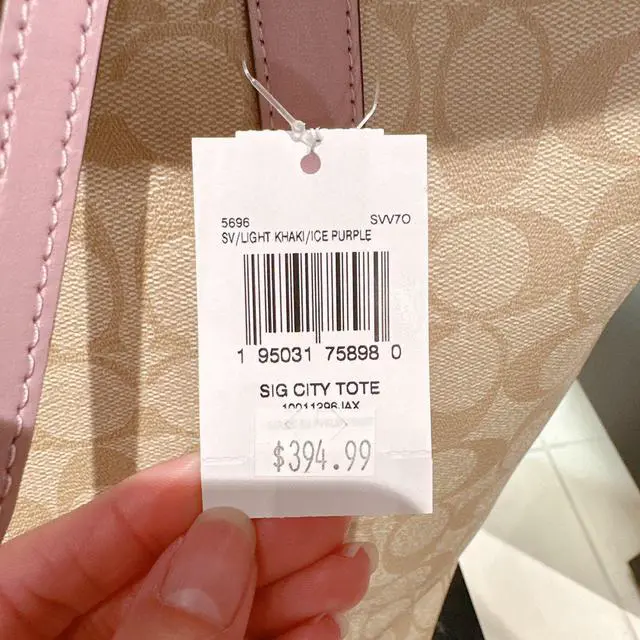 5696 SVV7O
SV/LIGHT KHAKI/ICE PURPLE
1 95031 75898 0
SIG CITY TOTE
$394.99